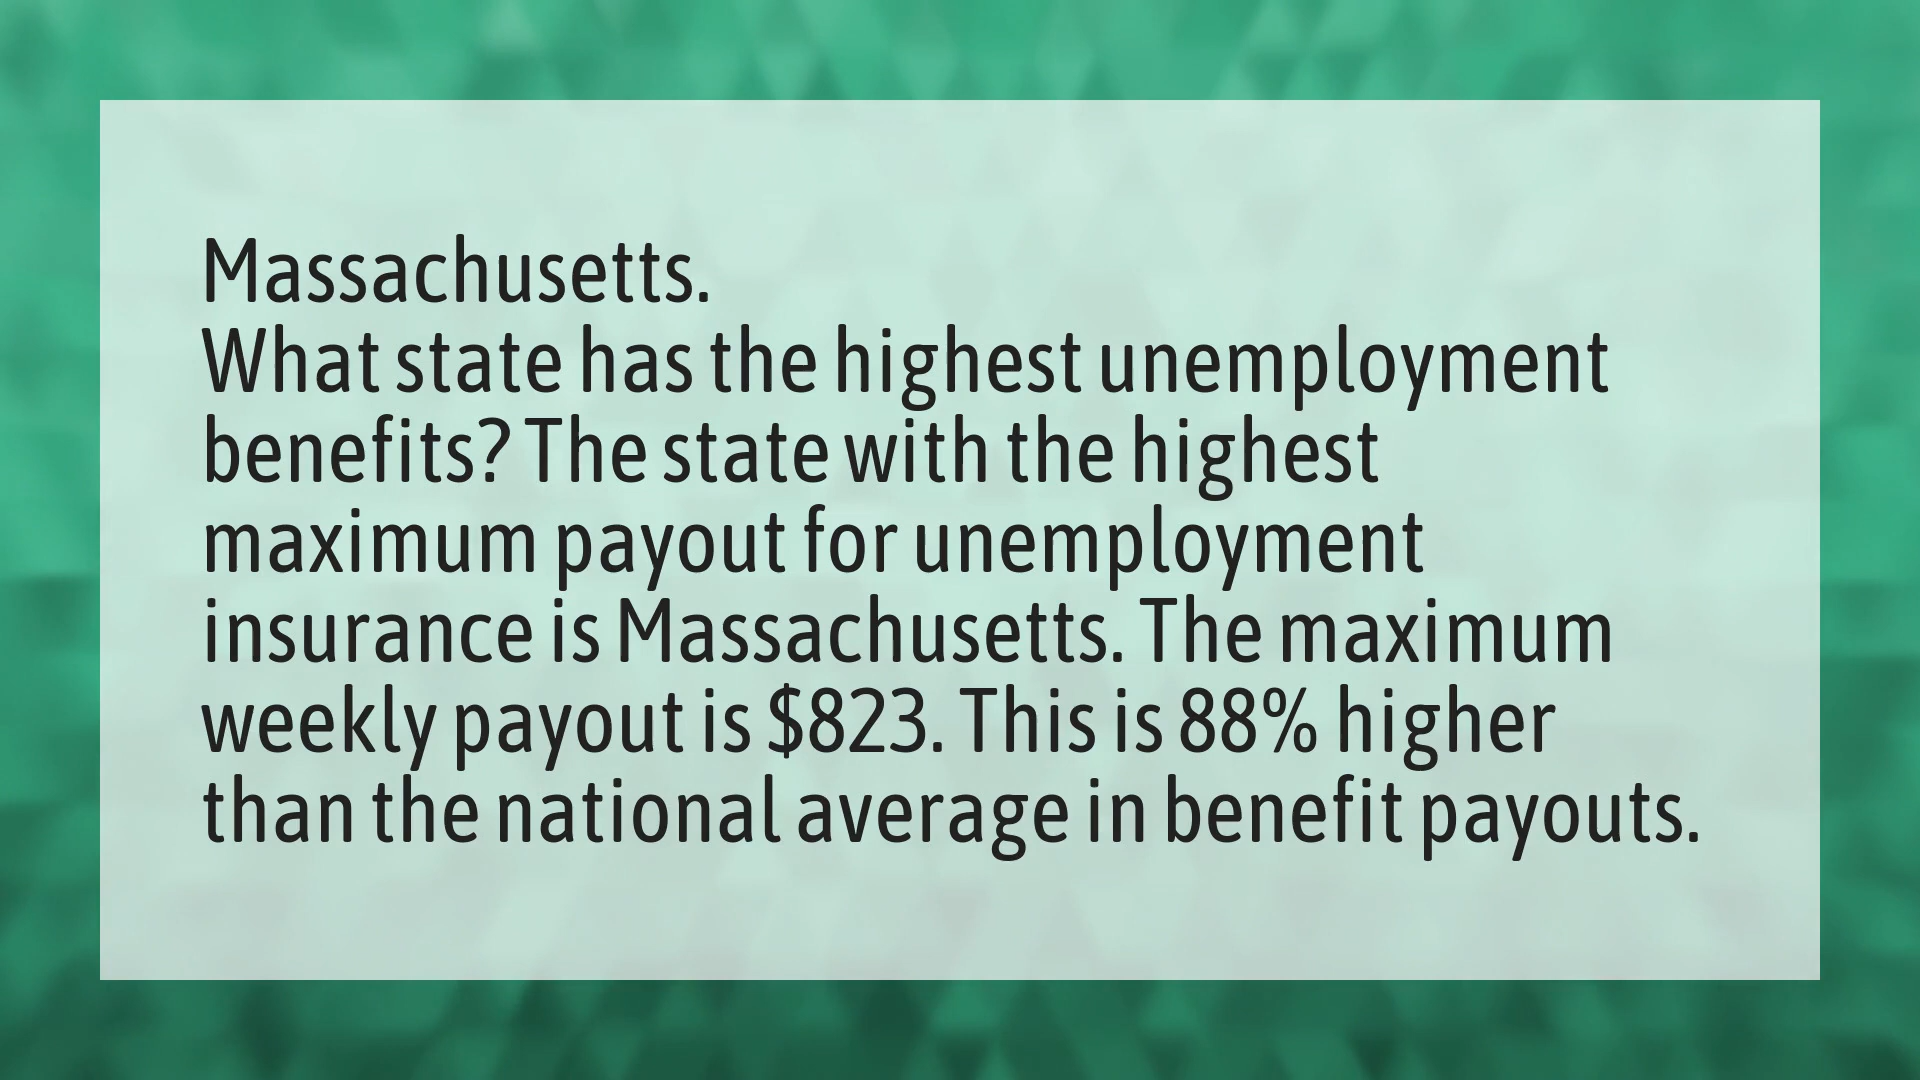 Massachusetts.
What state has the highest unemployment
benefits? The state with the highest
maximum payout for unemployment
insurance is Massachusetts. The maximum
weekly payout is $823. This is 88% higher
than the national average in benefit payouts.